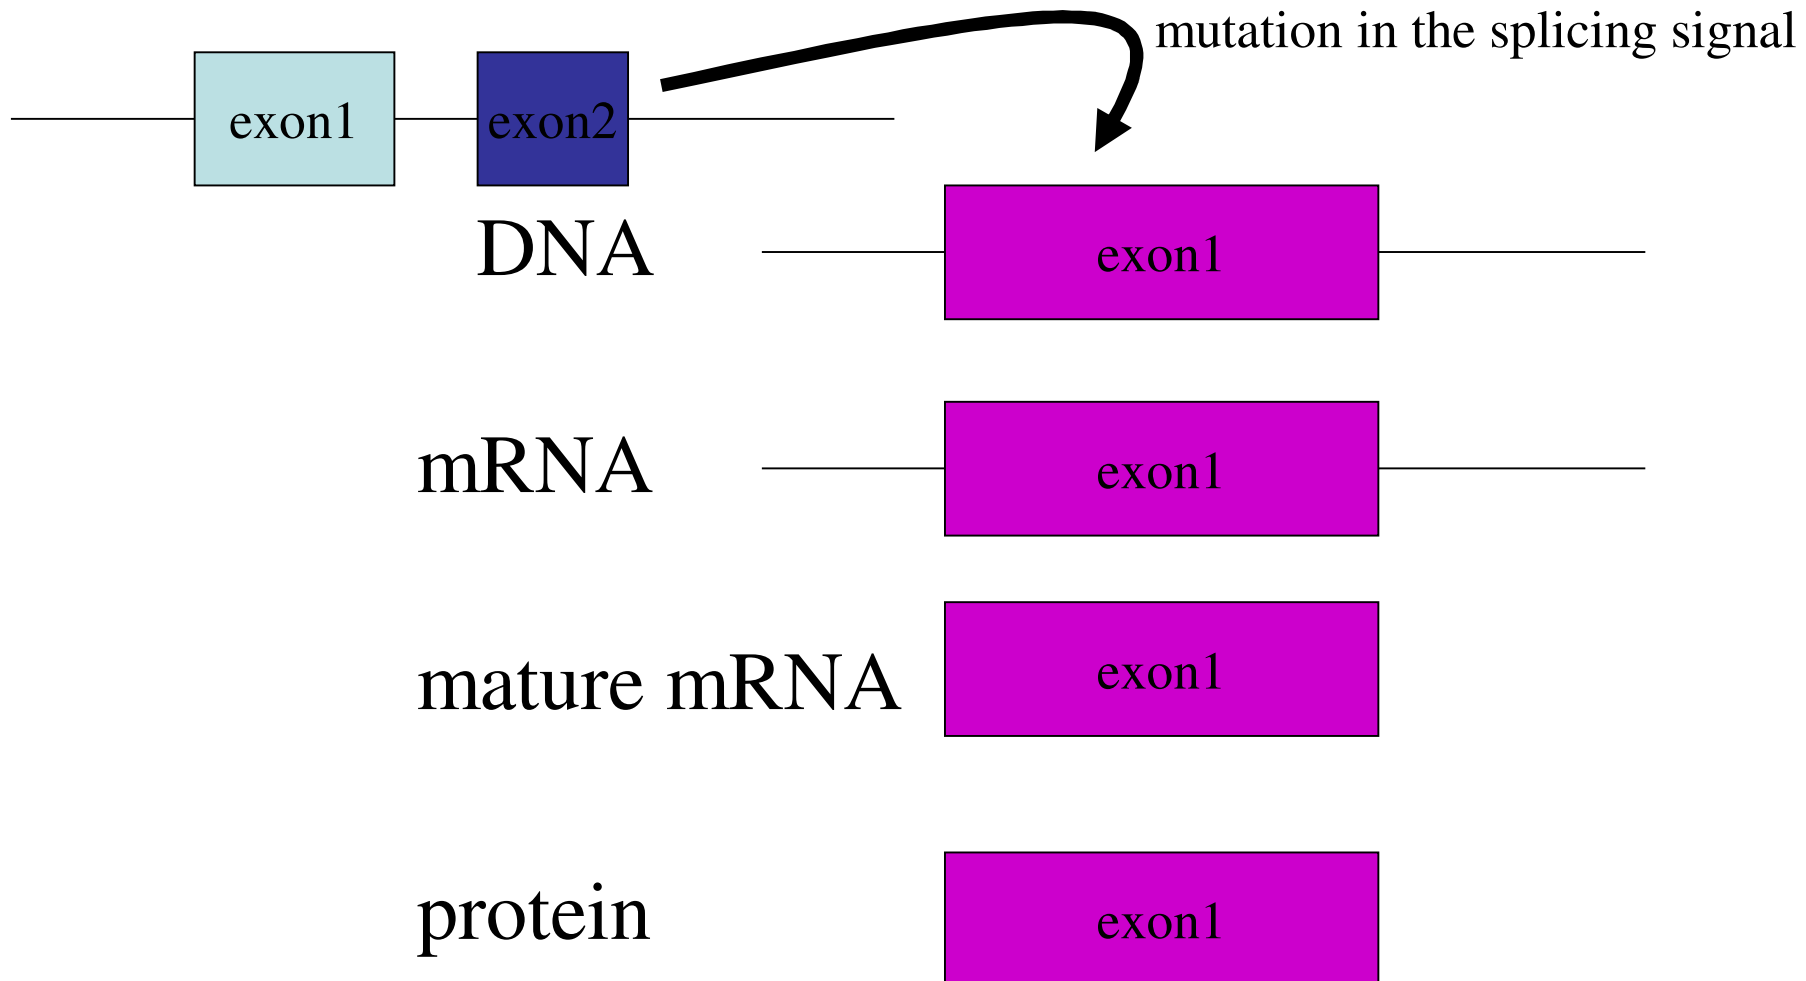 mutation in the splicing signal
exon1
exon2
DNA
exon1
mRNA
exon1
mature mRNA
exon1
protein
exon1